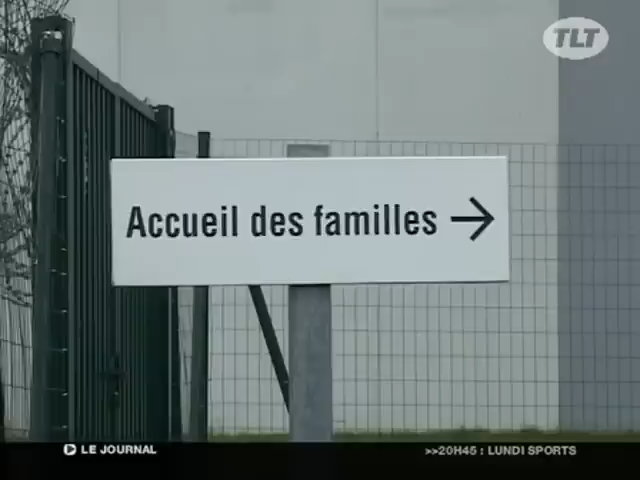 TLT
Accueil des familles →
LE JOURNAL
>>20H45 : LUNDI SPORTS